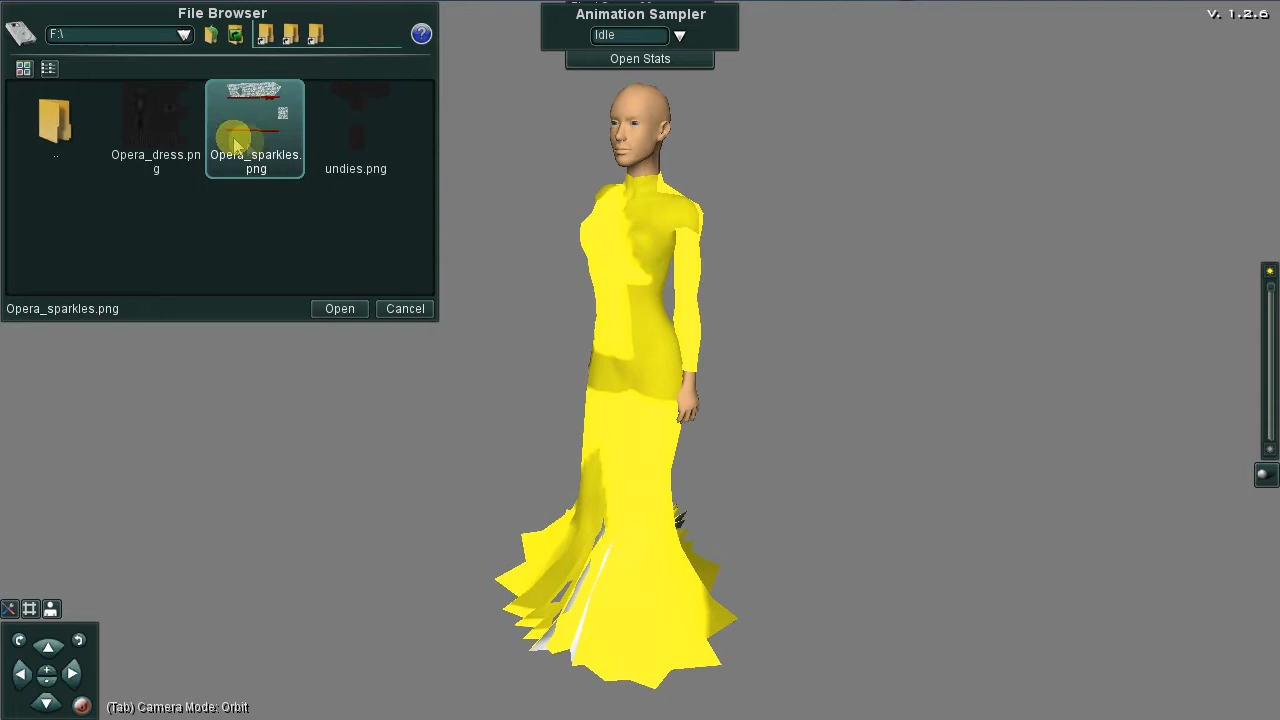 File Browser
F:\
..
Opera_dress.pn
g
Opera_sparkles.
png
undies.png
Opera_sparkles.png
Open
Cancel
Animation Sampler
Idle
Open Stats
V. 1.2.6
(Tab) Camera Mode: Orbit